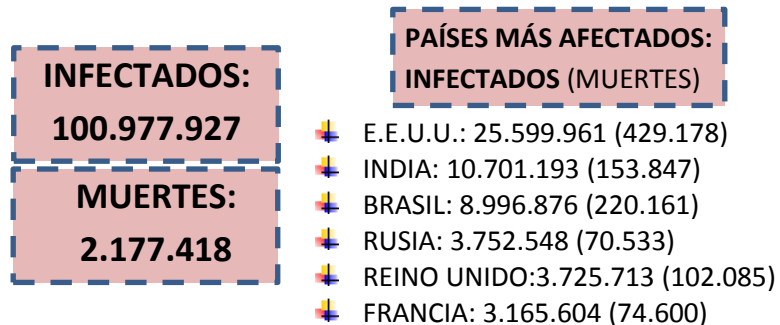 INFECTADOS:
100.977.927
MUERTES:
2.177.418
PAÍSES MÁS AFECTADOS:
INFECTADOS (MUERTES)
E.E.U.U.: 25.599.961 (429.178)
INDIA: 10.701.193 (153.847)
BRASIL: 8.996.876 (220.161)
RUSIA: 3.752.548 (70.533)
REINO UNIDO:3.725.713 (102.085)
FRANCIA: 3.165.604 (74.600)